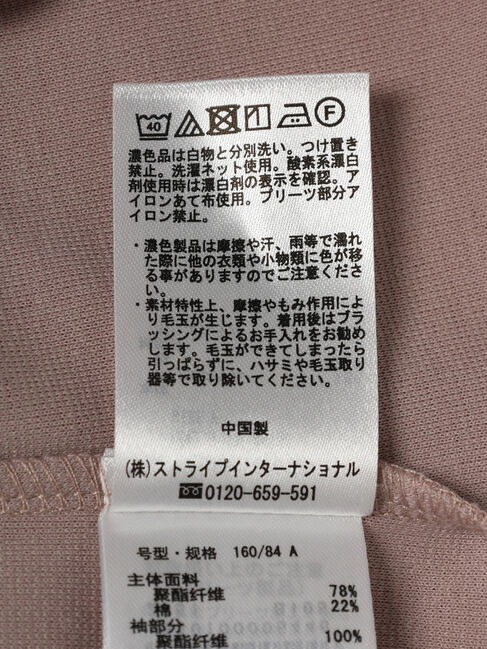 40 F
濃色品は白物と分別洗い。つけ置き
禁止。洗濯ネット使用。酸素系漂白
剤使用時は漂白剤の表示を確認。ア
イロンあて布使用。プリーツ部分ア
イロン禁止。
・濃色製品は摩擦や汗、雨等で濡れ
た際に他の衣類や小物類に色が移
る事がありますのでご注意くださ
い。
・素材特性上、摩擦やもみ作用によ
り毛玉が生じます。着用後はブラ
ッシングによるお手入れをお勧め
します。毛玉ができてしまったら
引っぱらずに、ハサミや毛玉取り
器等で取り除いてください。
中国製
(株)ストライプインターナショナル
0120-659-591
号型・规格 160/84 A
主体面料
聚酯纤维 78%
棉 22%
袖部分
聚酯纤维 100%